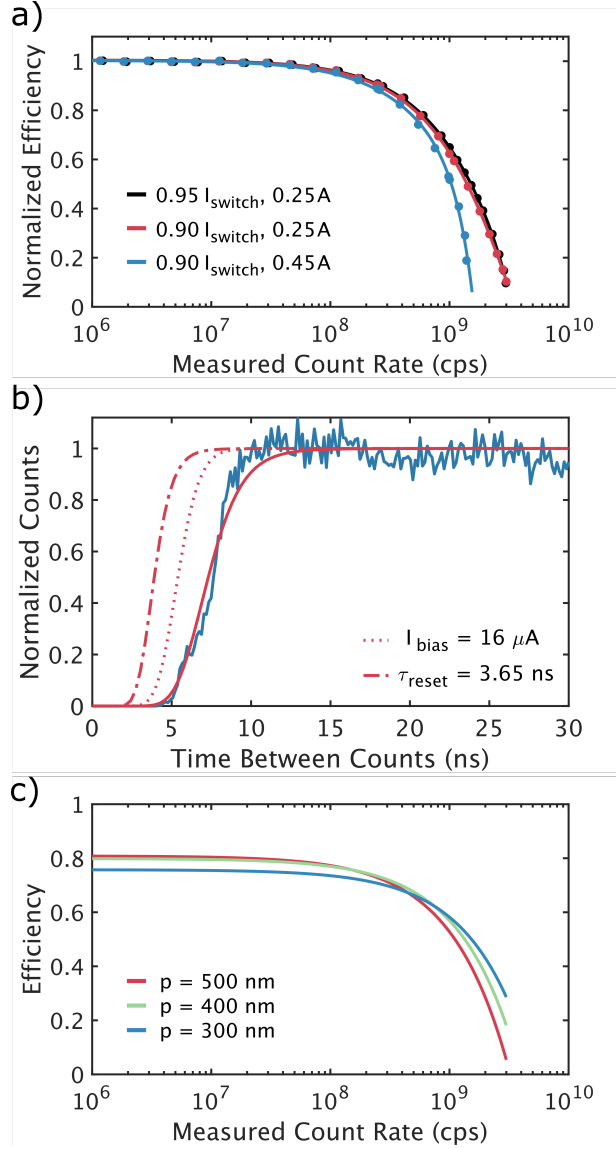 a)
Normalized Efficiency
1
0.8
0.6
0.4
0.2
0
0.95 I_switch, 0.25A
0.90 I_switch, 0.25A
0.90 I_switch, 0.45A
10^6 10^7 10^8 10^9 10^10
Measured Count Rate (cps)
b)
Normalized Counts
1
0.8
0.6
0.4
0.2
0
I_bias = 16 μA
τ_reset = 3.65 ns
0 5 10 15 20 25 30
Time Between Counts (ns)
c)
Efficiency
1
0.8
0.6
0.4
0.2
0
p = 500 nm
p = 400 nm
p = 300 nm
10^6 10^7 10^8 10^9 10^10
Measured Count Rate (cps)